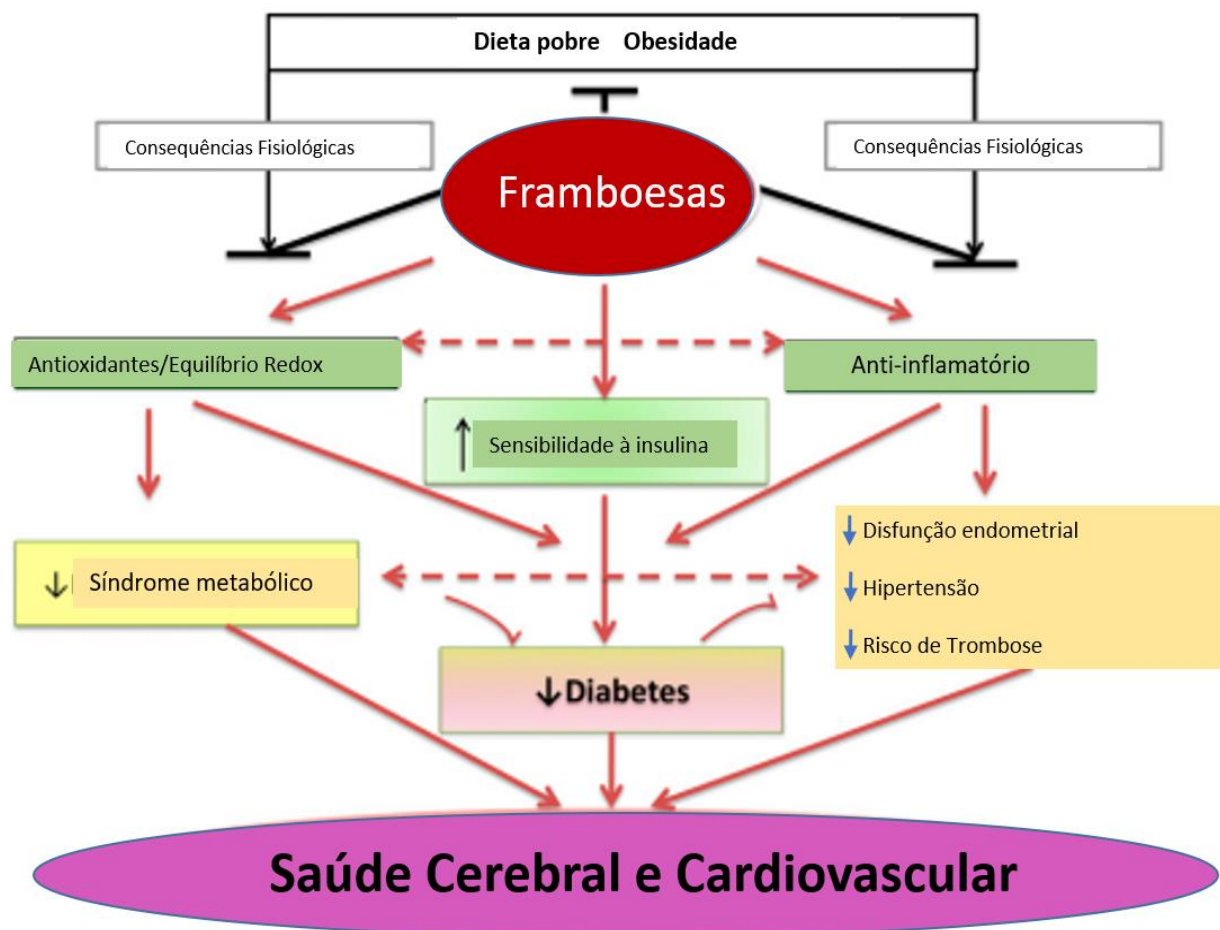 Dieta pobre Obesidade
Consequências Fisiológicas
Consequências Fisiológicas
Framboesas
Antioxidantes/Equilíbrio Redox
Anti-inflamatório
↑ Sensibilidade à insulina
↓ Disfunção endometrial
↓ Síndrome metabólico
↓ Hipertensão
↓ Risco de Trombose
↓Diabetes
Saúde Cerebral e Cardiovascular